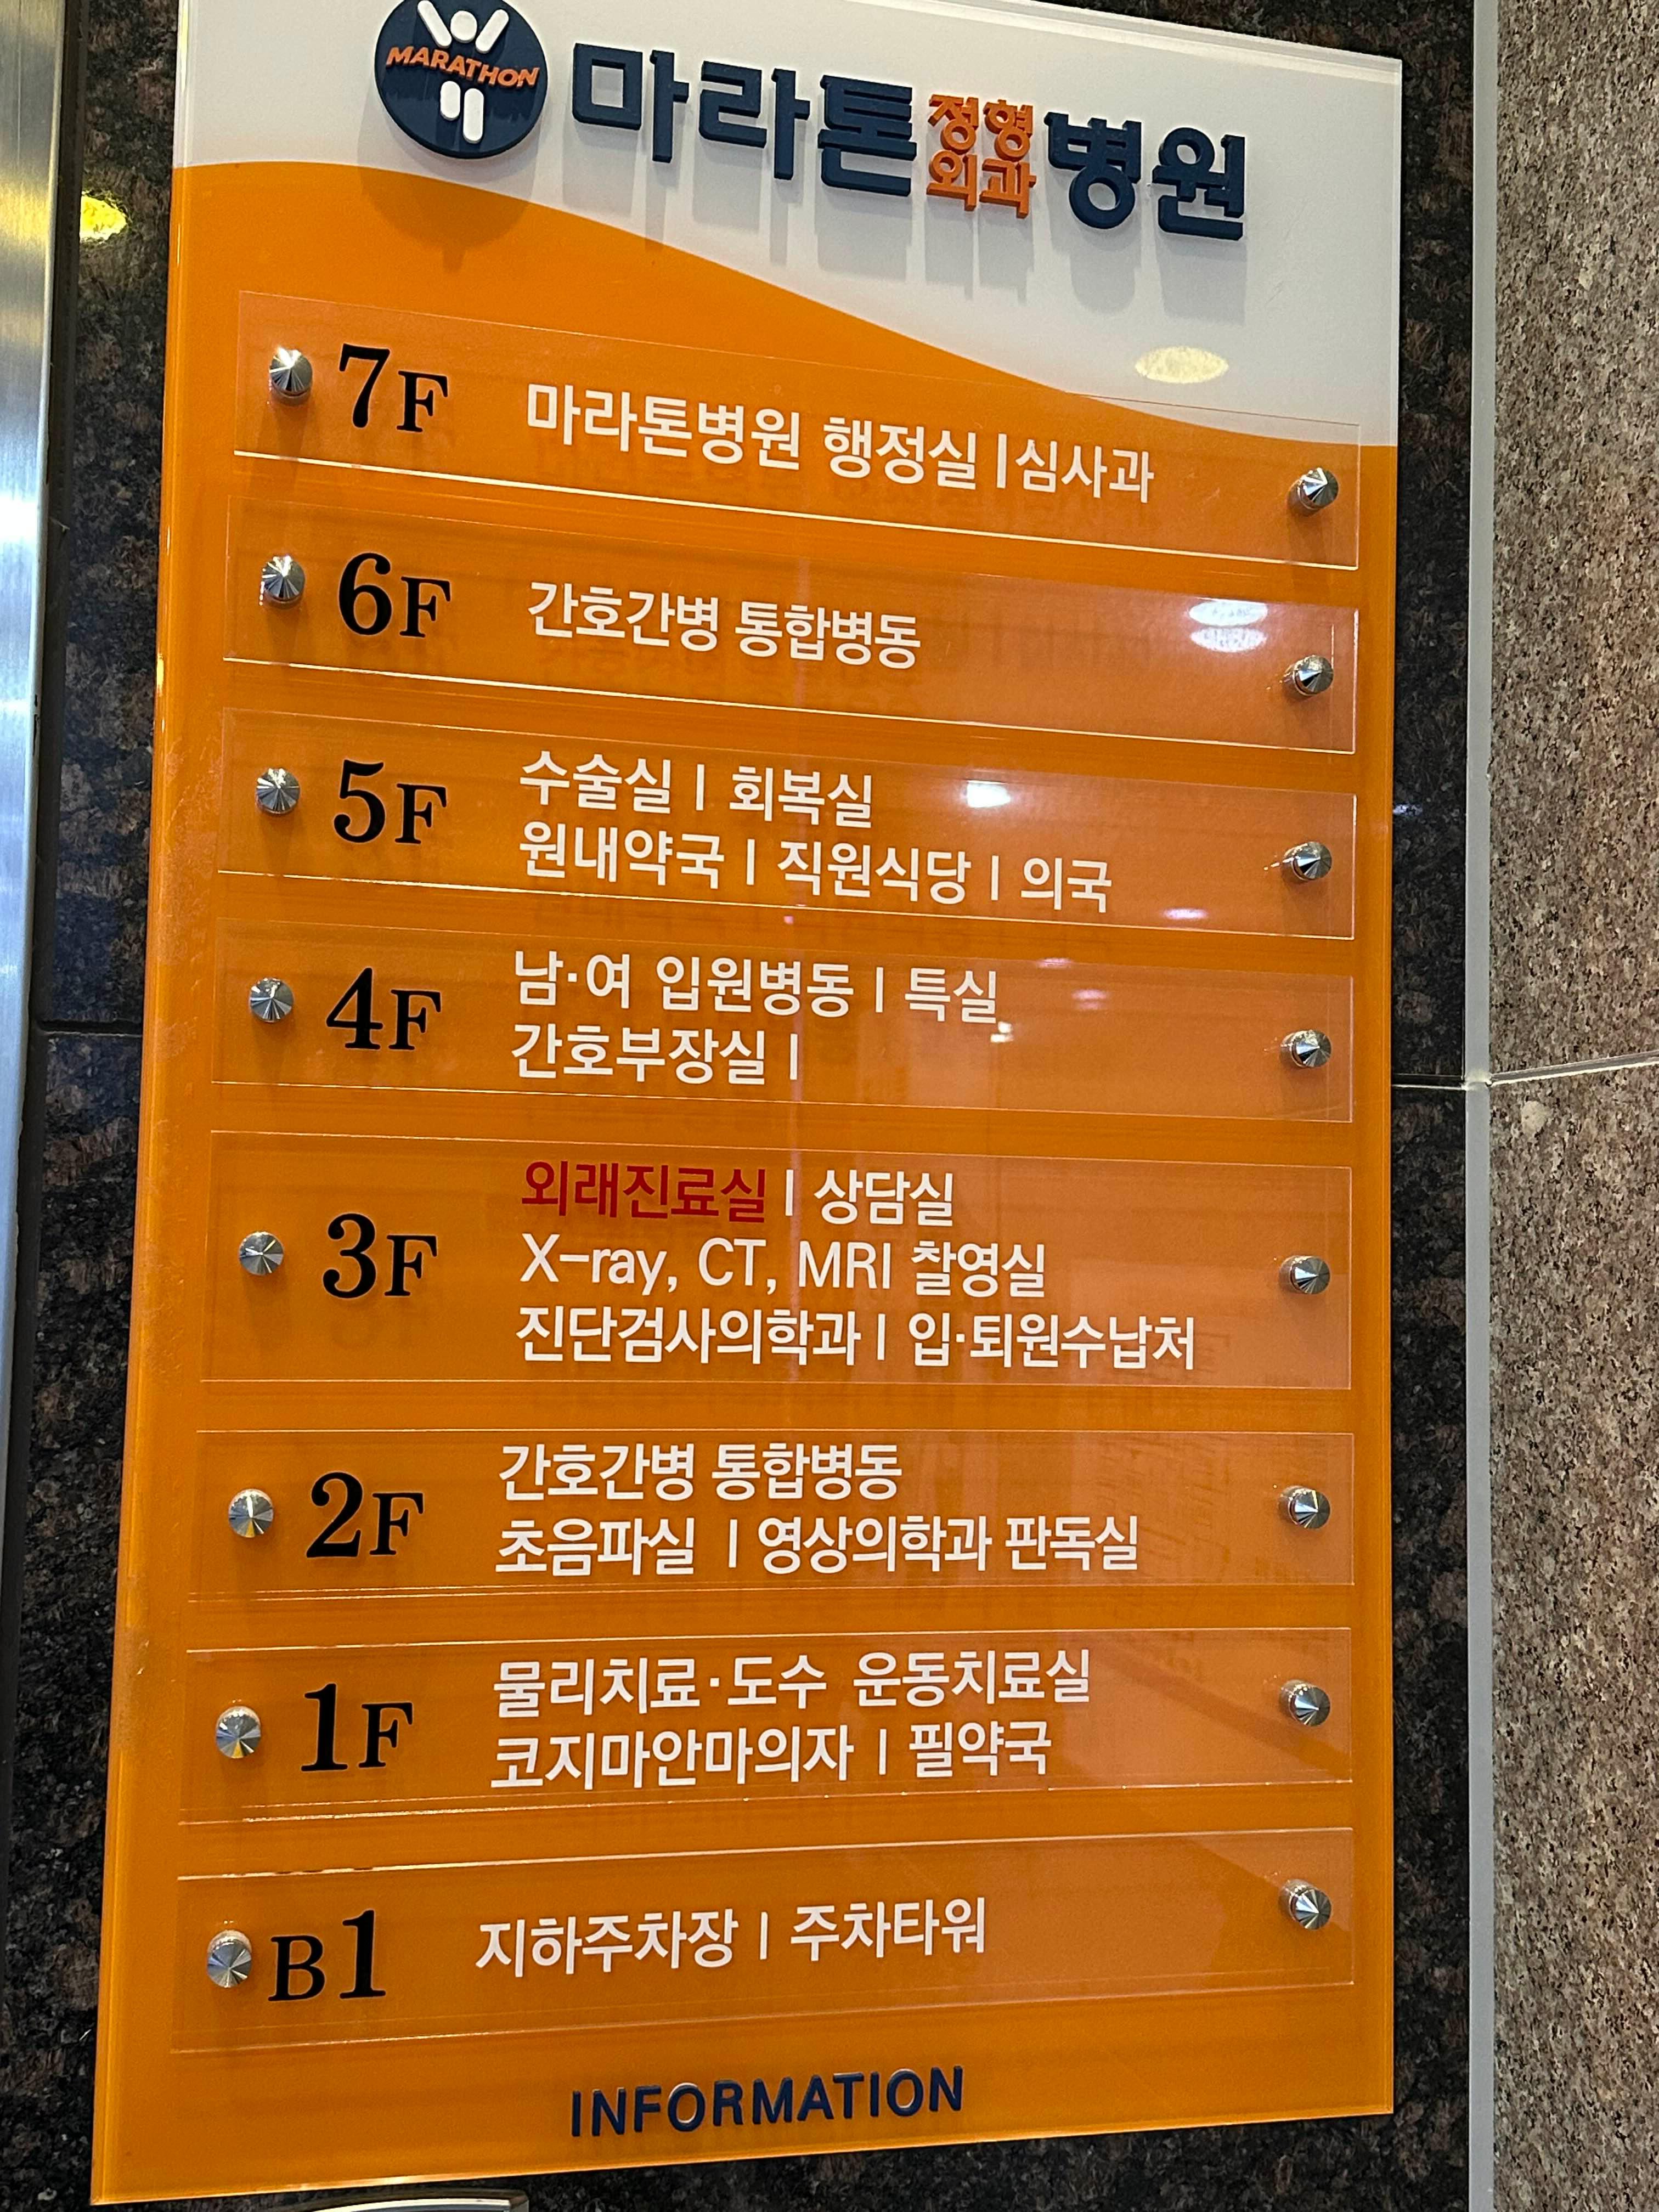 MARATHON
마라톤정형외과병원
7F 마라톤병원 행정실 | 심사과
6F 간호간병 통합병동
5F 수술실 | 회복실
원내약국 | 직원식당 | 의국
4F 남·여 입원병동 | 특실
간호부장실 |
3F 외래진료실 | 상담실
X-ray, CT, MRI 촬영실
진단검사의학과 | 입·퇴원수납처
2F 간호간병 통합병동
초음파실 | 영상의학과 판독실
1F 물리치료·도수 운동치료실
코지마안마의자 | 필약국
B1 지하주차장 | 주차타워
INFORMATION